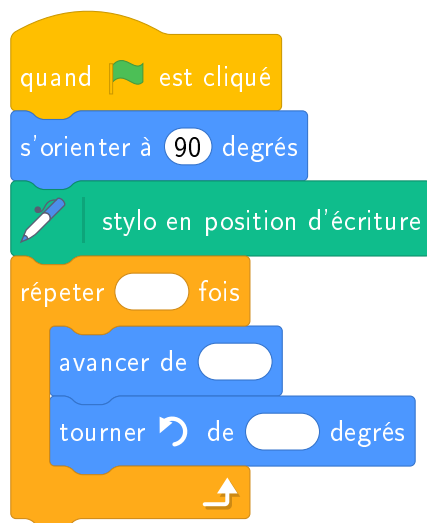 quand est cliqué
s'orienter à 90 degrés
stylo en position d'écriture
répeter fois
avancer de
tourner de degrés